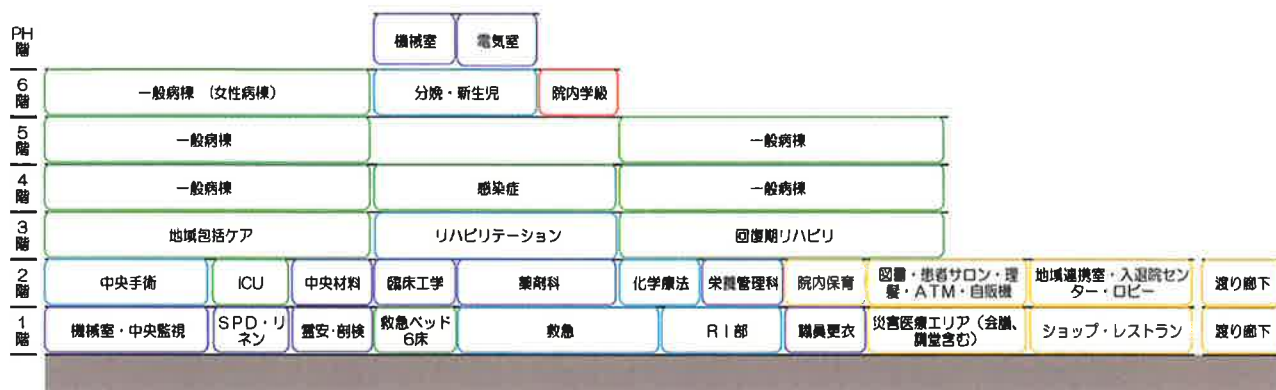 PH階
機械室
電気室
6階
一般病棟 (女性病棟)
分娩・新生児
院内学級
5階
一般病棟
一般病棟
4階
一般病棟
感染症
一般病棟
3階
地域包括ケア
リハビリテーション
回復期リハビリ
2階
中央手術
ICU
中央材料
臨床工学
薬剤科
化学療法
栄養管理科
院内保育
図書・患者サロン・理
髪・ATM・自販機
地域連携室・入退院セン
ター・ロビー
渡り廊下
1階
機械室・中央監視
SPD・リ
ネン
霊安・剖検
救急ベッド
6床
救急
RI部
職員更衣
災害医療エリア(会議、
講堂含む)
ショップ・レストラン
渡り廊下